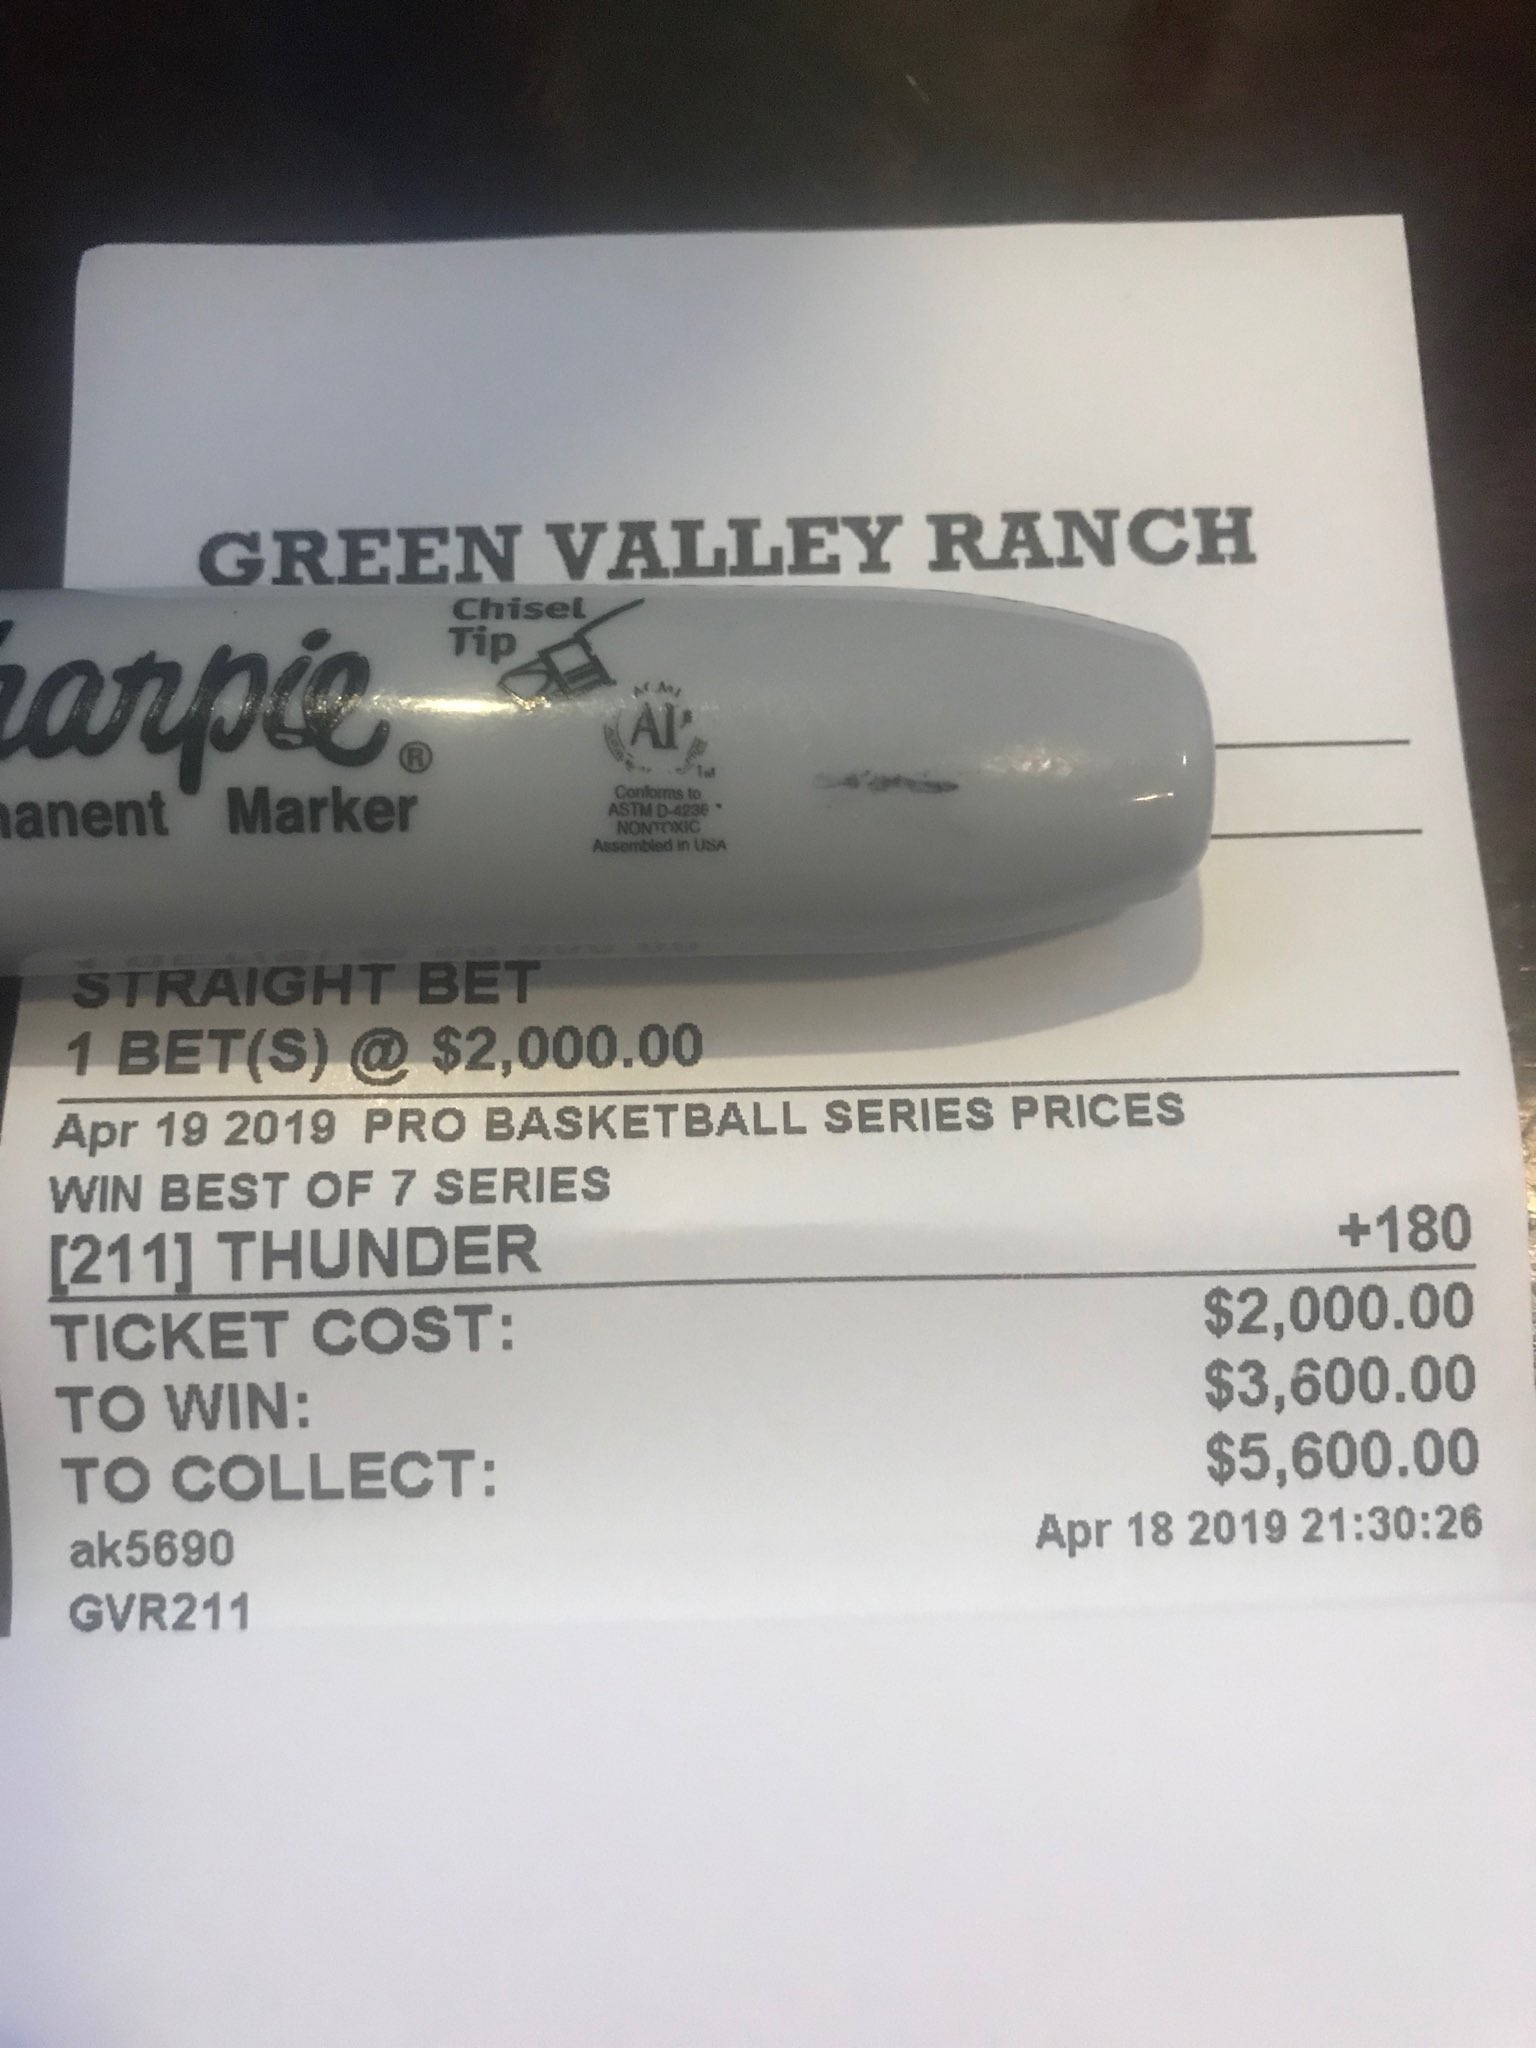 GREEN VALLEY RANCH
Chisel
Tip
harpie®
manent Marker
AP
Conforms to
ASTM D-4236
NONTOXIC
Assembled in USA
STRAIGHT BET
1 BET(S) @ $2,000.00
Apr 19 2019 PRO BASKETBALL SERIES PRICES
WIN BEST OF 7 SERIES
[211] THUNDER +180
TICKET COST: $2,000.00
TO WIN: $3,600.00
TO COLLECT: $5,600.00
ak5690 Apr 18 2019 21:30:26
GVR211